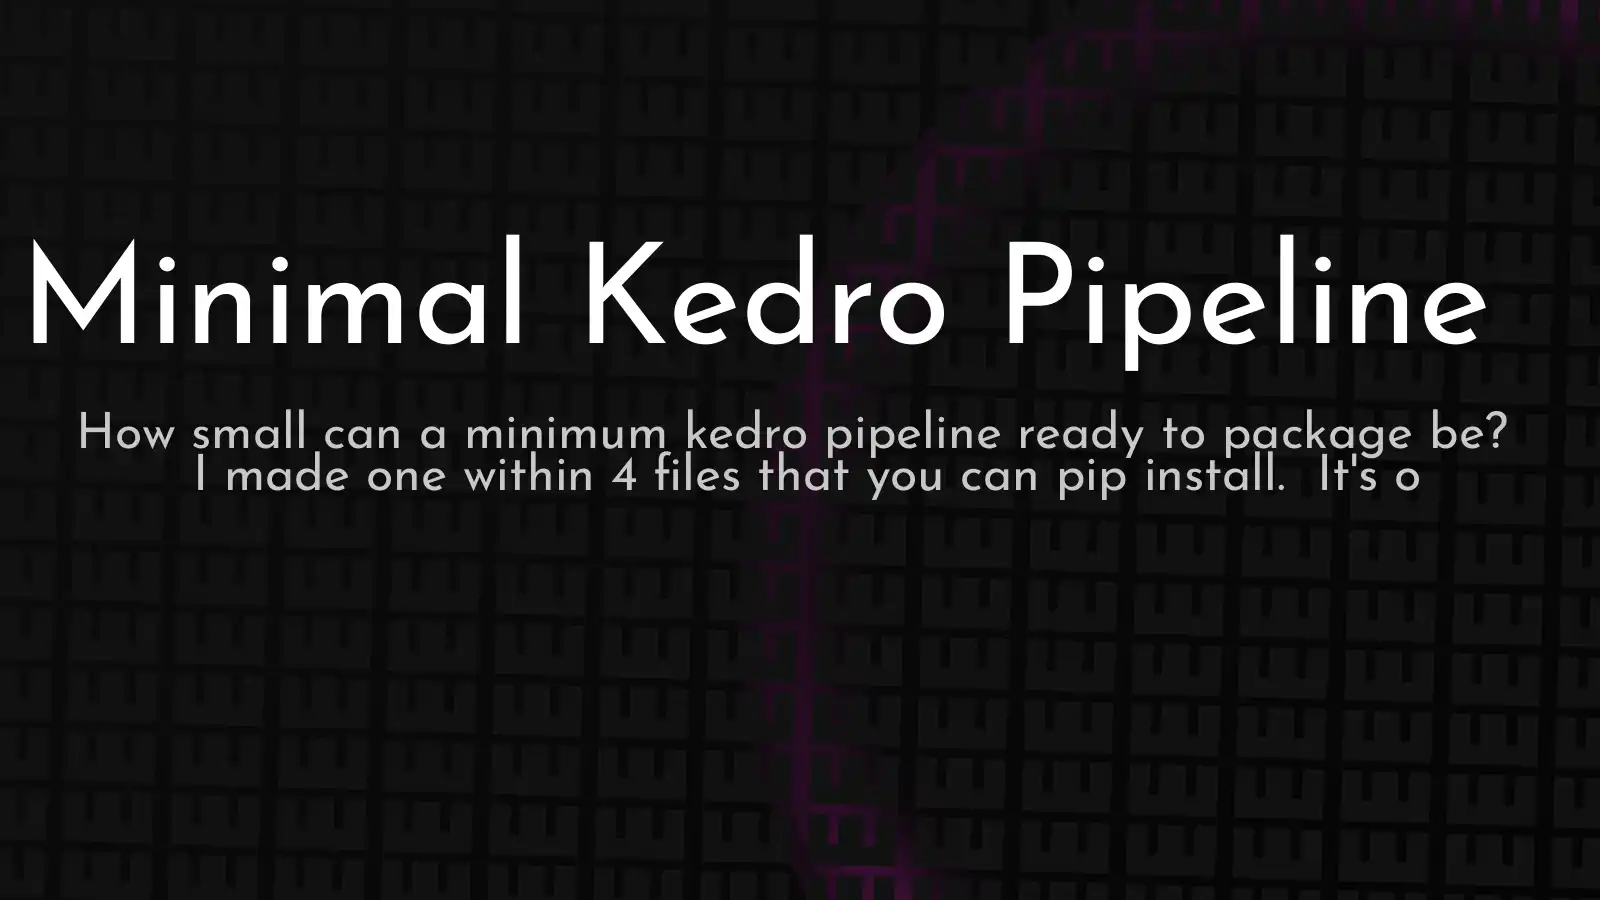 Minimal Kedro Pipeline
How small can a minimum kedro pipeline ready to package be?
I made one within 4 files that you can pip install.  It's o